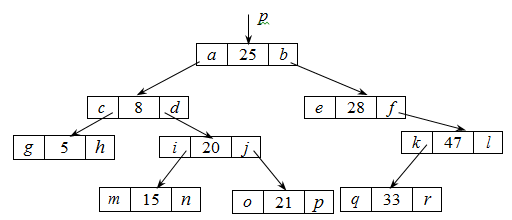 p
a 25 b
c 8 d e 28 f
g 5 h i 20 j k 47 l
m 15 n o 21 p q 33 r